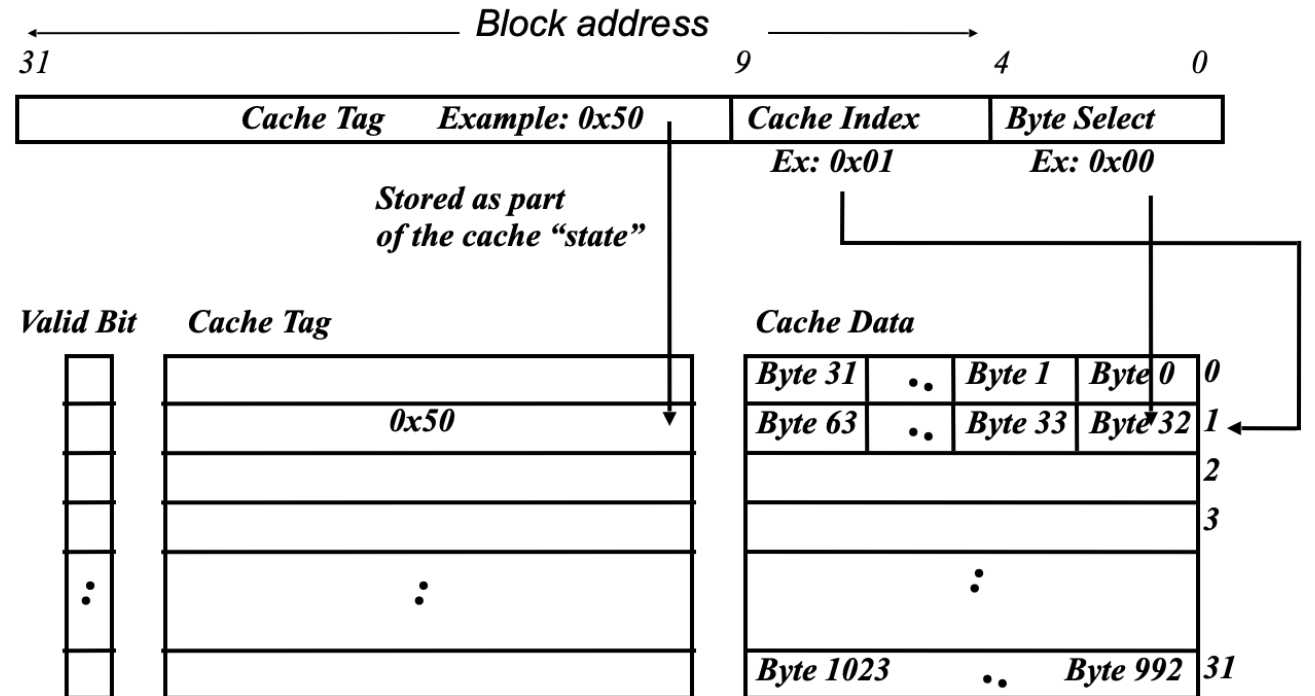 Block address
31 9 4 0
Cache Tag Example: 0x50 Cache Index Byte Select
Ex: 0x01 Ex: 0x00
Stored as part
of the cache “state”
Valid Bit Cache Tag Cache Data
Byte 31 .. Byte 1 Byte 0 0
0x50 Byte 63 .. Byte 33 Byte 32 1
2
3
: : :
Byte 1023 .. Byte 992 31